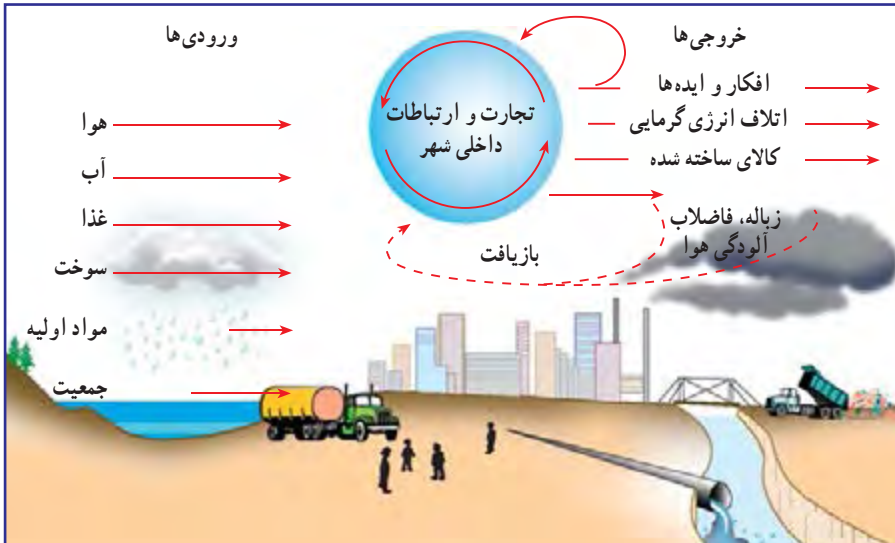 خروجی‌ها
افکار و ایده‌ها
اتلاف انرژی گرمایی
کالای ساخته شده
زباله، فاضلاب
آلودگی هوا
تجارت و ارتباطات
داخلی شهر
بازیافت
ورودی‌ها
هوا
آب
غذا
سوخت
مواد اولیه
جمعیت